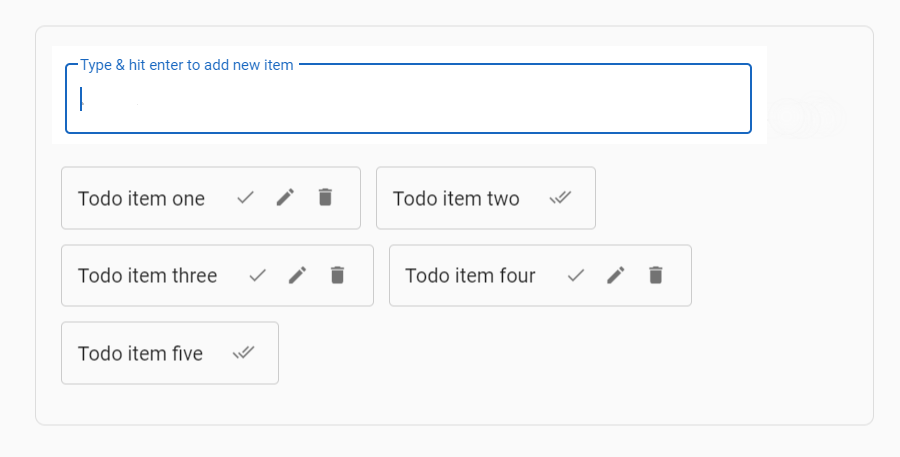 Type & hit enter to add new item
Todo item one
Todo item two
Todo item three
Todo item four
Todo item five